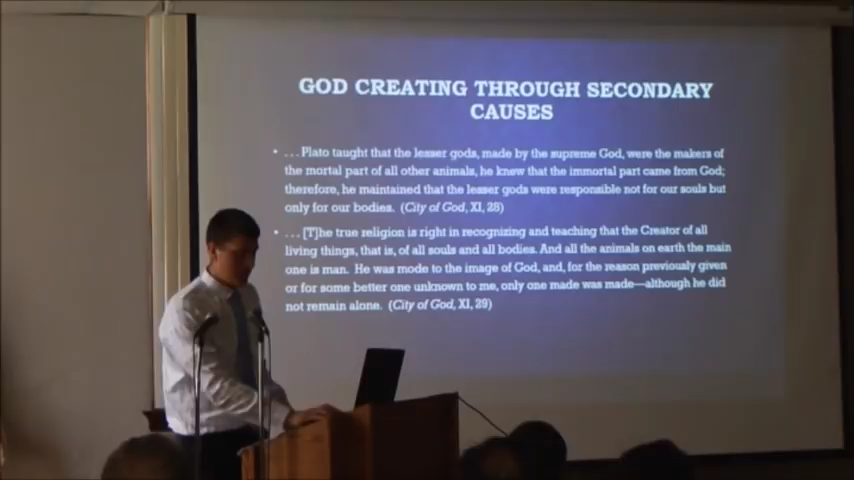 GOD CREATING THROUGH SECONDARY
CAUSES
• . . . Plato taught that the lesser gods, made by the supreme God, were the makers of
the mortal part of all other animals, he knew that the immortal part came from God;
therefore, he maintained that the lesser gods were responsible not for our souls but
only for our bodies. (City of God, XI, 28)
• . . . [T]he true religion is right in recognizing and teaching that the Creator of all
living things, that is, of all souls and all bodies. And all the animals on earth the main
one is man. He was mode to the image of God, and, for the reason previously given
or for some better one unknown to me, only one made was made—although he did
not remain alone. (City of God, XI, 29)